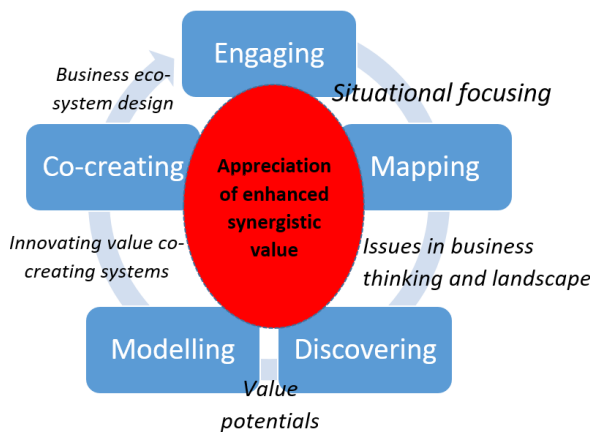 Engaging
Business eco-
system design
Situational focusing
Co-creating
Appreciation
of enhanced
synergistic
value
Mapping
Innovating value co-
creating systems
Issues in business
thinking and landscape
Modelling
Discovering
Value
potentials